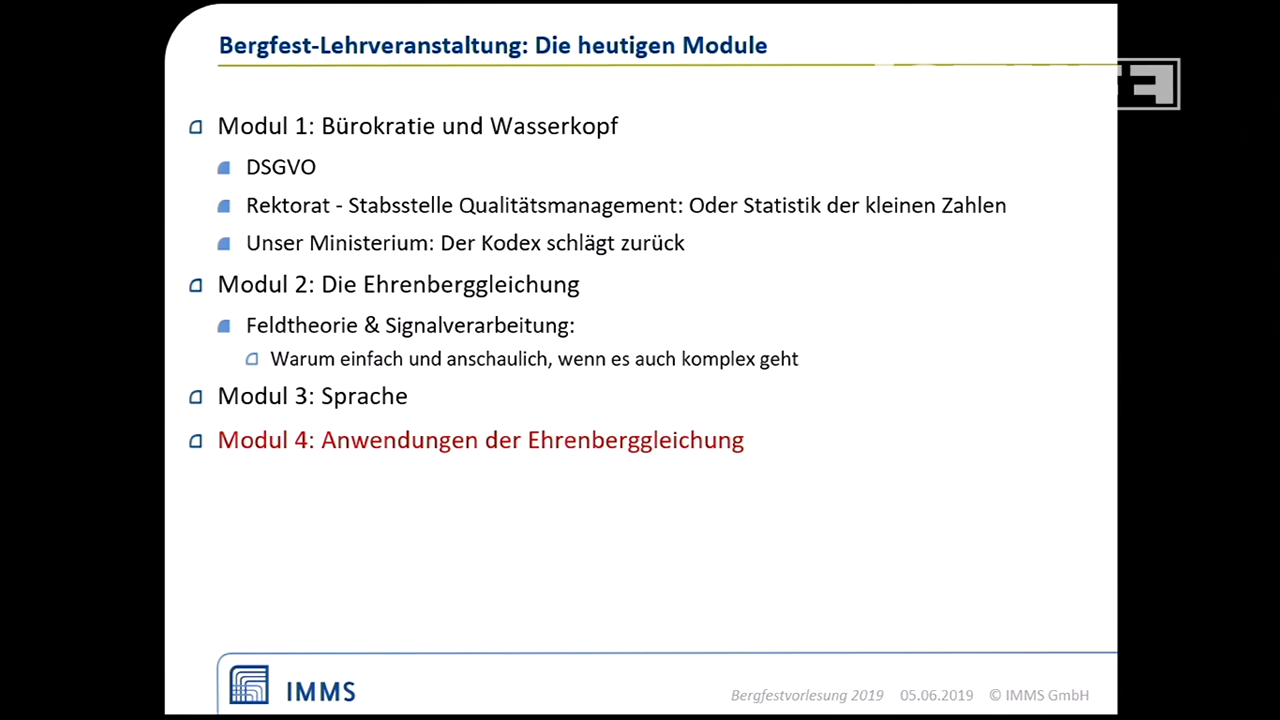 Bergfest-Lehrveranstaltung: Die heutigen Module
Modul 1: Bürokratie und Wasserkopf
DSGVO
Rektorat - Stabsstelle Qualitätsmanagement: Oder Statistik der kleinen Zahlen
Unser Ministerium: Der Kodex schlägt zurück
Modul 2: Die Ehrenberggleichung
Feldtheorie & Signalverarbeitung:
Warum einfach und anschaulich, wenn es auch komplex geht
Modul 3: Sprache
Modul 4: Anwendungen der Ehrenberggleichung
IMMS
Bergfestvorlesung 2019 05.06.2019 © IMMS GmbH